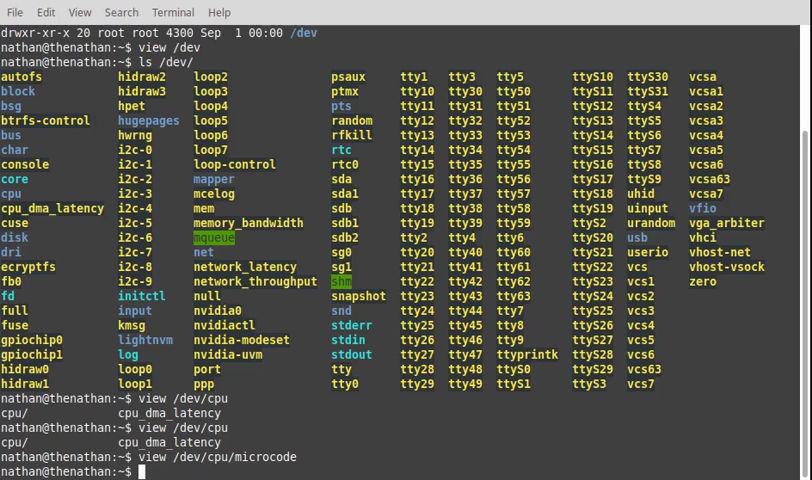 File Edit View Search Terminal Help
drwxr-xr-x 20 root root 4300 Sep  1 00:00 /dev
nathan@thenathan:~$ view /dev
nathan@thenathan:~$ ls /dev/
autofs hidraw2 loop2 psaux tty1 tty3 tty5 ttyS10 ttyS30 vcsa
block hidraw3 loop3 ptmx tty10 tty30 tty50 ttyS11 ttyS31 vcsa1
bsg hpet loop4 pts tty11 tty31 tty51 ttyS12 ttyS4 vcsa2
btrfs-control hugepages loop5 random tty12 tty32 tty52 ttyS13 ttyS5 vcsa3
bus hwrng loop6 rfkill tty13 tty33 tty53 ttyS14 ttyS6 vcsa4
char i2c-0 loop7 rtc tty14 tty34 tty54 ttyS15 ttyS7 vcsa5
console i2c-1 loop-control rtc0 tty15 tty35 tty55 ttyS16 ttyS8 vcsa6
core i2c-2 mapper sda tty16 tty36 tty56 ttyS17 ttyS9 vcsa63
cpu i2c-3 mcelog sda1 tty17 tty37 tty57 ttyS18 uhid vcsa7
cpu_dma_latency i2c-4 mem sdb tty18 tty38 tty58 ttyS19 uinput vfio
cuse i2c-5 memory_bandwidth sdb1 tty19 tty39 tty59 ttyS2 urandom vga_arbiter
disk i2c-6 mqueue sdb2 tty2 tty4 tty6 ttyS20 usb vhci
dri i2c-7 net sg0 tty20 tty40 tty60 ttyS21 userio vhost-net
ecryptfs i2c-8 network_latency sg1 tty21 tty41 tty61 ttyS22 vcs vhost-vsock
fb0 i2c-9 network_throughput shm tty22 tty42 tty62 ttyS23 vcs1 zero
fd initctl null snapshot tty23 tty43 tty63 ttyS24 vcs2
full input nvidia0 snd tty24 tty44 tty7 ttyS25 vcs3
fuse kmsg nvidiactl stderr tty25 tty45 tty8 ttyS26 vcs4
gpiochip0 lightnvm nvidia-modeset stdin tty26 tty46 tty9 ttyS27 vcs5
gpiochip1 log nvidia-uvm stdout tty27 tty47 ttyprintk ttyS28 vcs6
hidraw0 loop0 port tty tty28 tty48 ttyS0 ttyS29 vcs63
hidraw1 loop1 ppp tty0 tty29 tty49 ttyS1 ttyS3 vcs7
nathan@thenathan:~$ view /dev/cpu
cpu/ cpu_dma_latency
nathan@thenathan:~$ view /dev/cpu
cpu/ cpu_dma_latency
nathan@thenathan:~$ view /dev/cpu/microcode
nathan@thenathan:~$